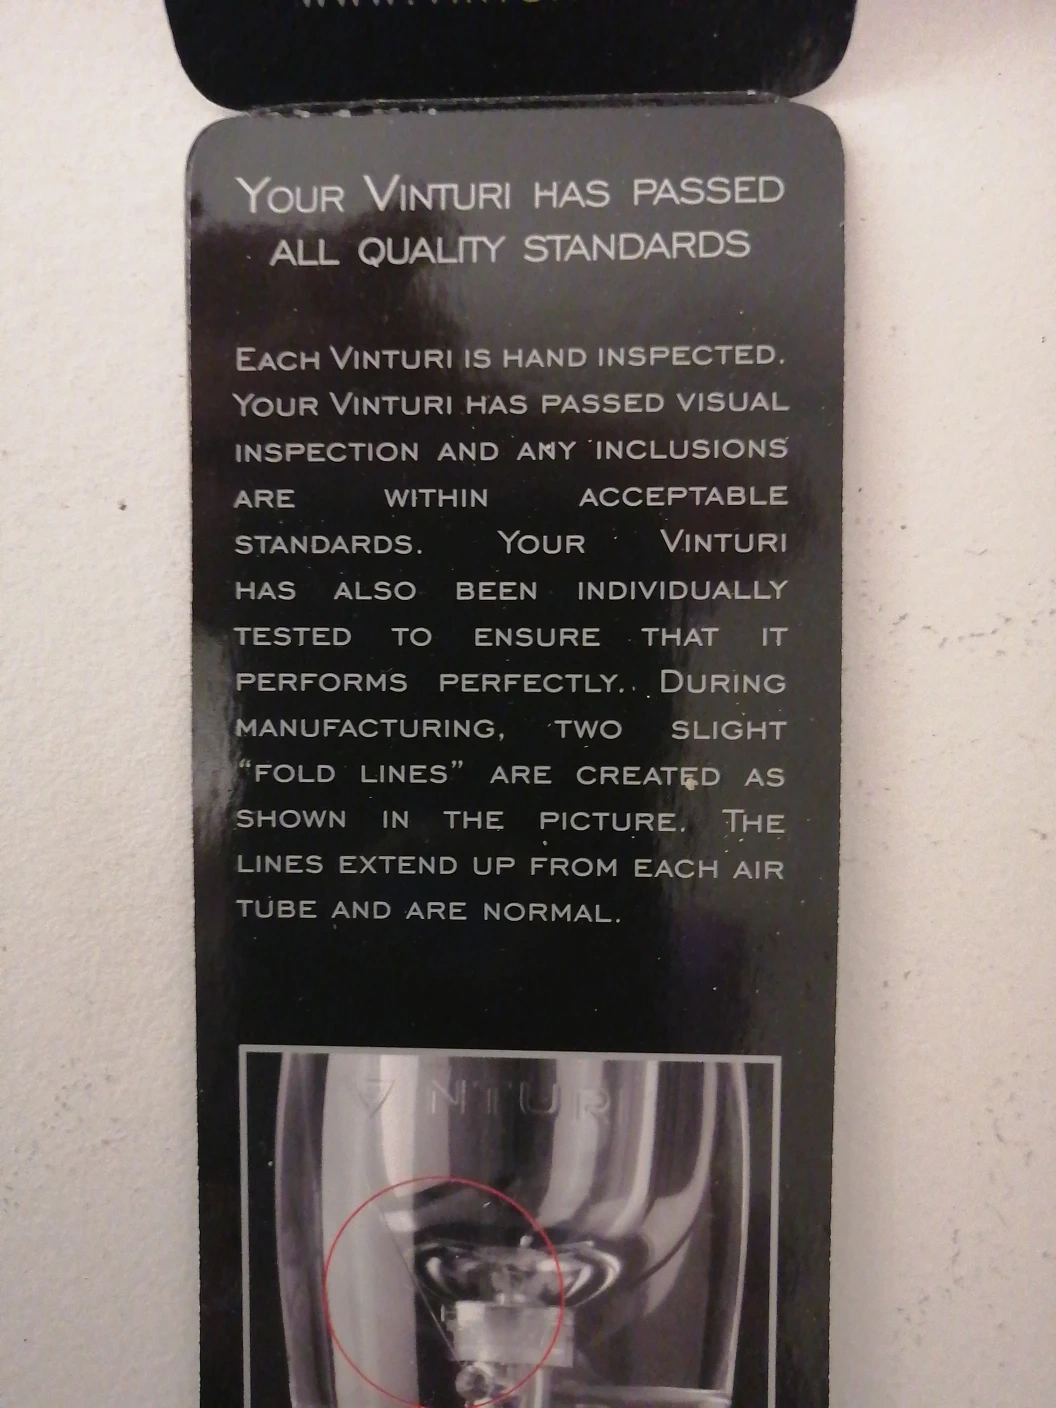 YOUR VINTURI HAS PASSED
ALL QUALITY STANDARDS
EACH VINTURI IS HAND INSPECTED.
YOUR VINTURI HAS PASSED VISUAL
INSPECTION AND ANY INCLUSIONS
ARE WITHIN ACCEPTABLE
STANDARDS. YOUR VINTURI
HAS ALSO BEEN INDIVIDUALLY
TESTED TO ENSURE THAT IT
PERFORMS PERFECTLY. DURING
MANUFACTURING, TWO SLIGHT
“FOLD LINES” ARE CREATED AS
SHOWN IN THE PICTURE. THE
LINES EXTEND UP FROM EACH AIR
TUBE AND ARE NORMAL.
VINTURI